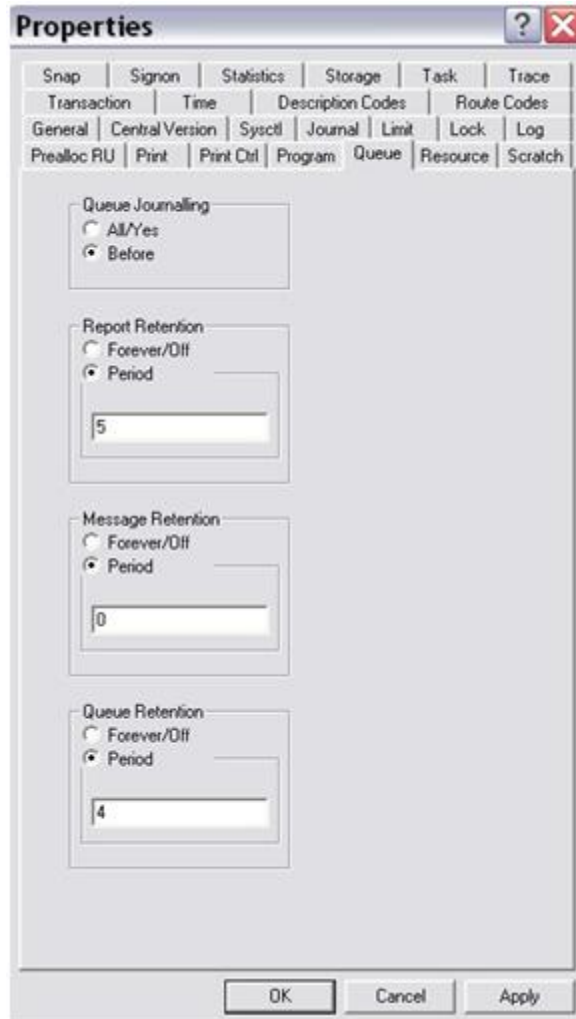 Properties
Snap Signon Statistics Storage Task Trace
Transaction Time Description Codes Route Codes
General Central Version Sysctl Journal Limit Lock Log
Prealloc RU Print Print Ctrl Program Queue Resource Scratch
Queue Journalling
All/Yes
Before
Report Retention
Forever/Off
Period
5
Message Retention
Forever/Off
Period
0
Queue Retention
Forever/Off
Period
4
OK Cancel Apply